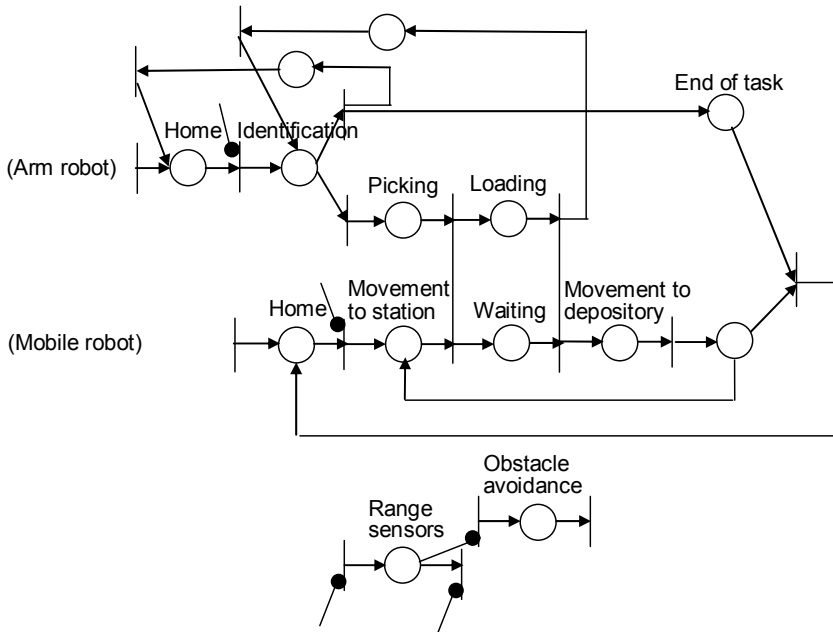 End of task
Home
Identification
(Arm robot)
Picking
Loading
Home
Movement
to station
Waiting
Movement to
depository
(Mobile robot)
Obstacle
avoidance
Range
sensors